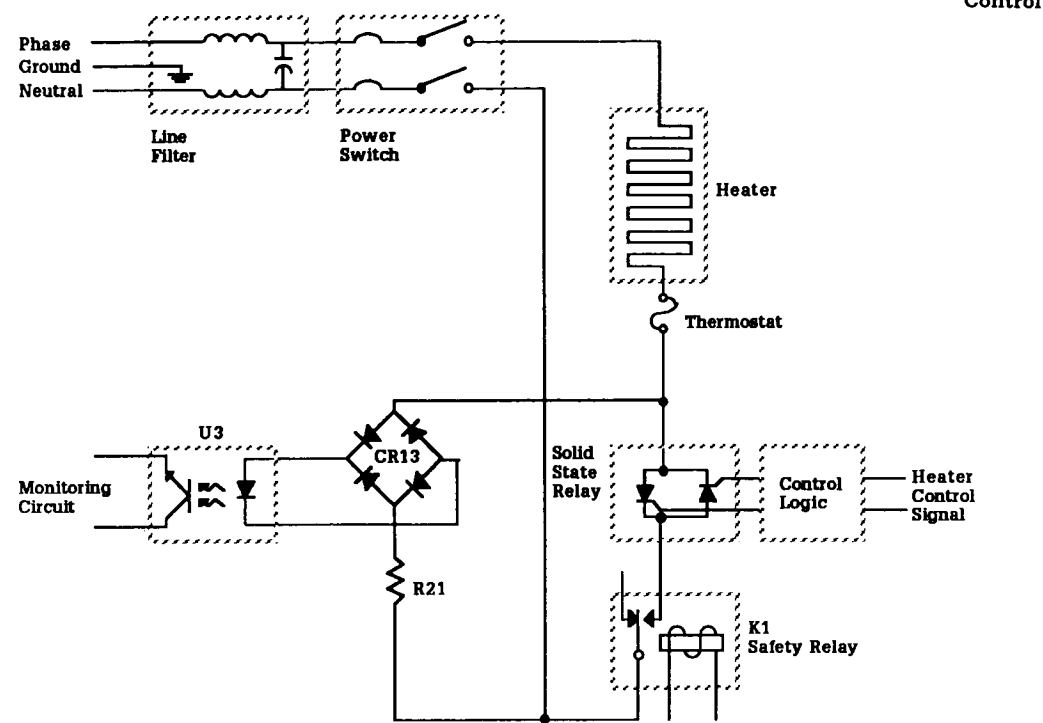 Control
Phase
Ground
Neutral
Line
Filter
Power
Switch
Heater
Thermostat
U3
CR13
Solid
State
Relay
Control
Logic
Heater
Control
Signal
Monitoring
Circuit
R21
K1
Safety Relay